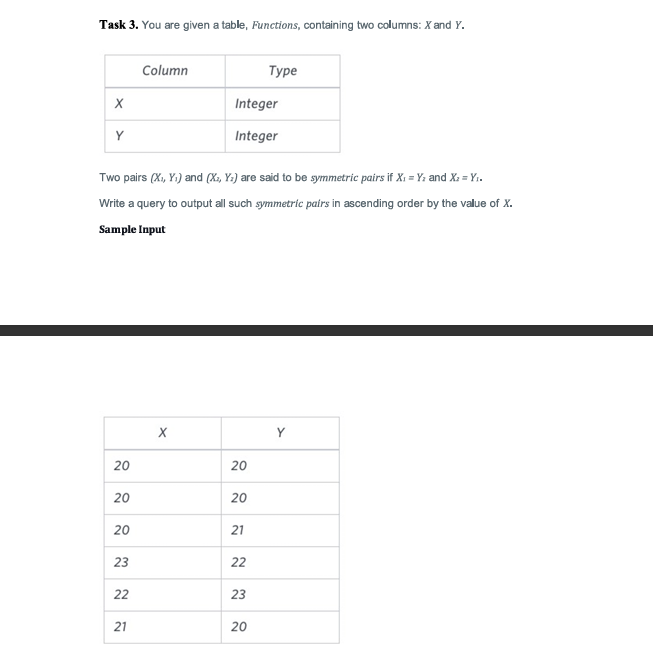 Task 3. You are given a table, Functions, containing two columns: X and Y.
Column Type
X Integer
Y Integer
Two pairs (X₁, Y₁) and (X₂, Y₂) are said to be symmetric pairs if X₁ = Y₂ and X₂ = Y₁.
Write a query to output all such symmetric pairs in ascending order by the value of X.
Sample Input
X Y
20 20
20 20
20 21
23 22
22 23
21 20